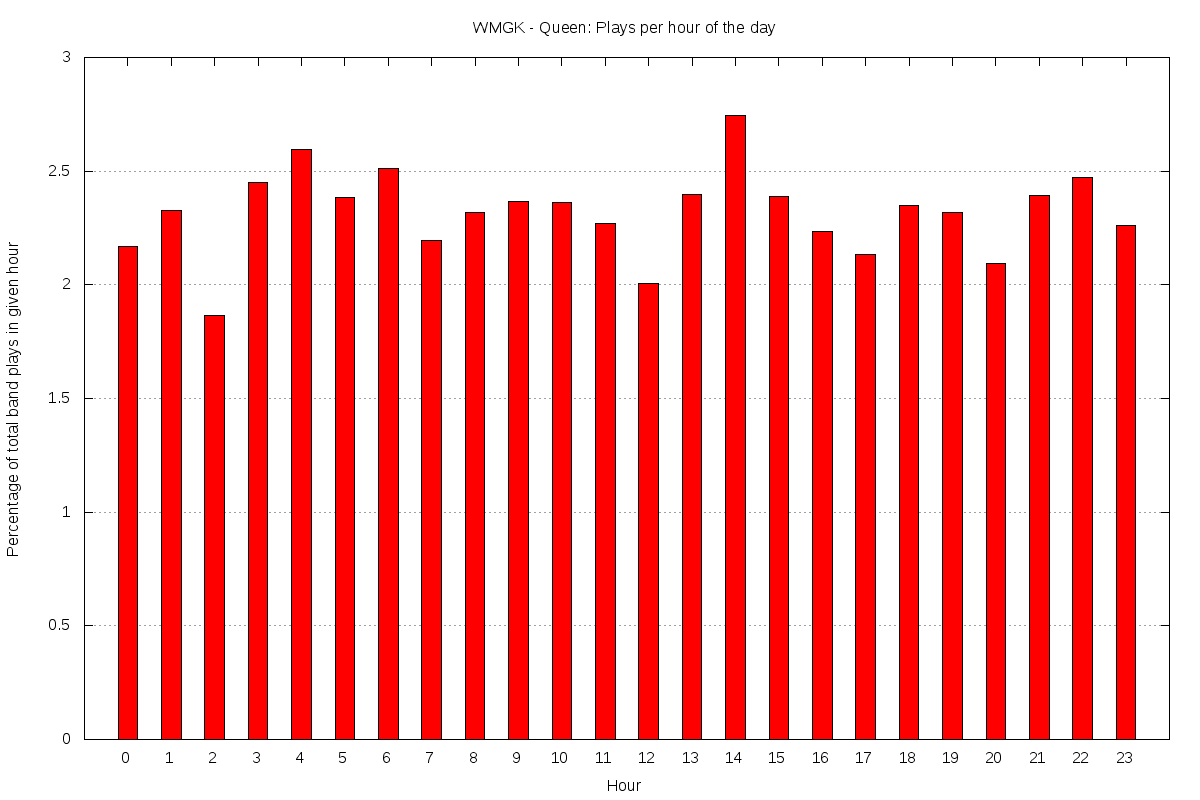 WMGK - Queen: Plays per hour of the day
Percentage of total band plays in given hour
3
2.5
2
1.5
1
0.5
0
0 1 2 3 4 5 6 7 8 9 10 11 12 13 14 15 16 17 18 19 20 21 22 23
Hour